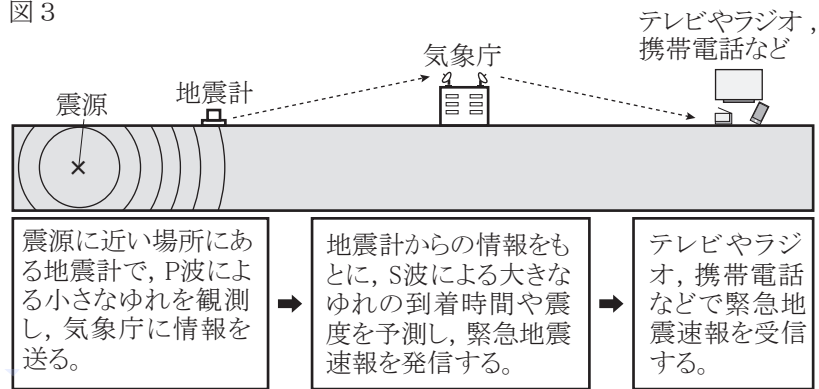 図３
テレビやラジオ，
携帯電話など
気象庁
地震計
震源
震源に近い場所にあ
る地震計で，P波によ
る小さなゆれを観測
し，気象庁に情報を
送る。
地震計からの情報をも
とに，S波による大きな
ゆれの到着時間や震
度を予測し，緊急地震
速報を発信する。
テレビやラジ
オ，携帯電話
などで緊急地
震速報を受信
する。